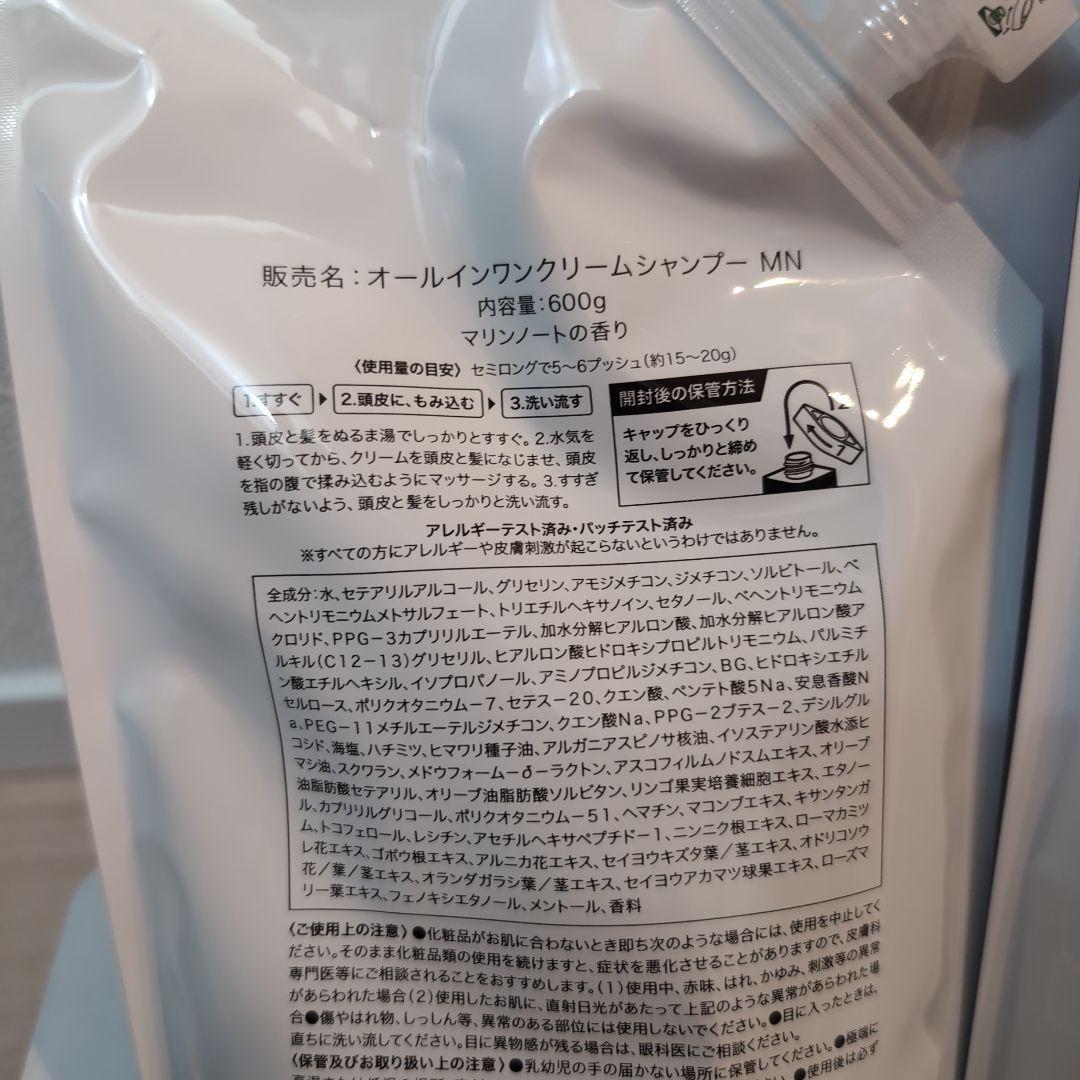 販売名：オールインワンクリームシャンプー MN
内容量：600g
マリンノートの香り
〈使用量の目安〉セミロングで5〜6プッシュ（約15〜20g）
1.すすぐ ▶ 2.頭皮に、もみ込む ▶ 3.洗い流す
1.頭皮と髪をぬるま湯でしっかりとすすぐ。2.水気を
軽く切ってから、クリームを頭皮と髪になじませ、頭皮
を指の腹で揉み込むようにマッサージする。3.すすぎ
残しがないよう、頭皮と髪をしっかりと洗い流す。
開封後の保管方法
キャップをひっくり
返し、しっかりと締め
て保管してください。
アレルギーテスト済み・パッチテスト済み
※すべての方にアレルギーや皮膚刺激が起こらないというわけではありません。
全成分：水、セテアリルアルコール、グリセリン、アモジメチコン、ジメチコン、ソルビトール、ベ
ヘントリモニウムメトサルフェート、トリエチルヘキサノイン、セタノール、ベヘントリモニウム
クロリド、PPG－3カプリリルエーテル、加水分解ヒアルロン酸、加水分解ヒアルロン酸ア
ルキル（C12－13）グリセリル、ヒアルロン酸ヒドロキシプロピルトリモニウム、パルミチ
ン酸エチルヘキシル、イソプロパノール、アミノプロピルジメチコン、BG、ヒドロキシエチル
セルロース、ポリクオタニウム－7、セテス－20、クエン酸、ペンテト酸5Na、安息香酸N
a、PEG－11メチルエーテルジメチコン、クエン酸Na、PPG－2ブテス－2、デシルグル
コシド、海塩、ハチミツ、ヒマワリ種子油、アルガニアスピノサ核油、イソステアリン酸水添ヒ
マシ油、スクワラン、メドウフォーム－δ－ラクトン、アスコフィルムノドスムエキス、オリーブ
油脂肪酸セテアリル、オリーブ油脂肪酸ソルビタン、リンゴ果実培養細胞エキス、エタノー
ル、カプリリルグリコール、ポリクオタニウム－51、ヘマチン、マコンブエキス、キサンタンガ
ム、トコフェロール、レシチン、アセチルヘキサペプチド－1、ニンニク根エキス、ローマカミツ
レ花エキス、ゴボウ根エキス、アルニカ花エキス、セイヨウキズタ葉／茎エキス、オドリコソウ
花／葉／茎エキス、オランダガラシ葉／茎エキス、セイヨウアカマツ球果エキス、ローズマ
リー葉エキス、フェノキシエタノール、メントール、香料
〈ご使用上の注意〉●化粧品がお肌に合わないとき即ち次のような場合には、使用を中止してく
ださい。そのまま化粧品類の使用を続けますと、症状を悪化させることがありますので、皮膚科
専門医等にご相談されることをおすすめします。（1）使用中、赤味、はれ、かゆみ、刺激等の異常
があらわれた場合（2）使用したお肌に、直射日光があたって上記のような異常があらわれた場
合●傷やはれ物、しっしん等、異常のある部位には使用しないでください。●目に入ったときは、
直ちに洗い流してください。目に異物感が残る場合は、眼科医にご相談ください。
〈保管及びお取り扱い上の注意〉●乳幼児の手の届かない場所に保管してください。●極端に
●使用後は必ず